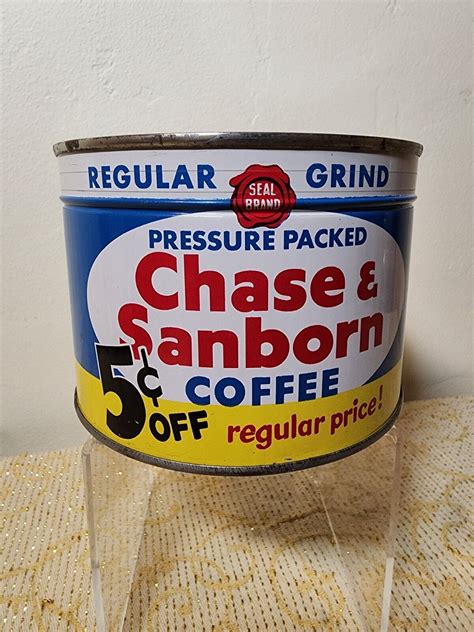 REGULAR GRIND
SEAL
BRAND
PRESSURE PACKED
Chase &
Sanborn
COFFEE
5¢ OFF regular price!